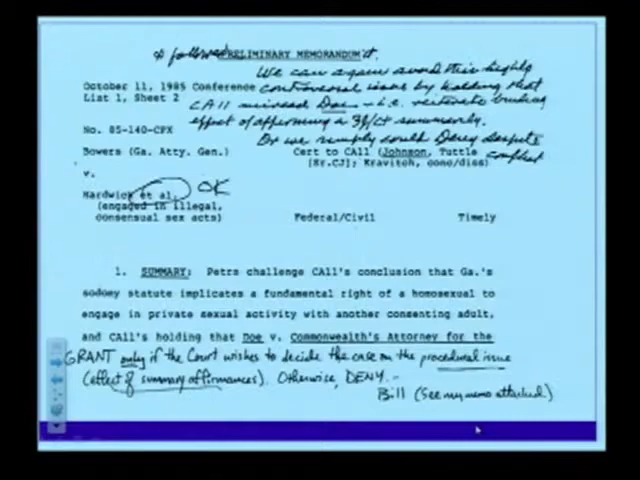 & followed PRELIMINARY MEMORANDUM it.
We can again avoid this highly
October 11, 1985 Conference controversial issue by holding that
List 1, Sheet 2 CA11 misread Doe - i.e. reiterate binding
effect of affirming a 3J/Ct summarily.
No. 85-140-CFX Or we simply could Deny despite
Bowers (Ga. Atty. Gen.) Cert to CA11 (Johnson, Tuttle conflict
[Sr.CJ]; Kravitch, conc/diss)
v.
Hardwick et al. OK
(engaged in illegal,
consensual sex acts) Federal/Civil Timely
1. SUMMARY: Petrs challenge CA11's conclusion that Ga.'s
sodomy statute implicates a fundamental right of a homosexual to
engage in private sexual activity with another consenting adult,
and CA11's holding that Doe v. Commonwealth's Attorney for the
GRANT only if the Court wishes to decide the case on the procedural issue
(effect of summary affirmances). Otherwise, DENY. -
Bill (see my memo attached)